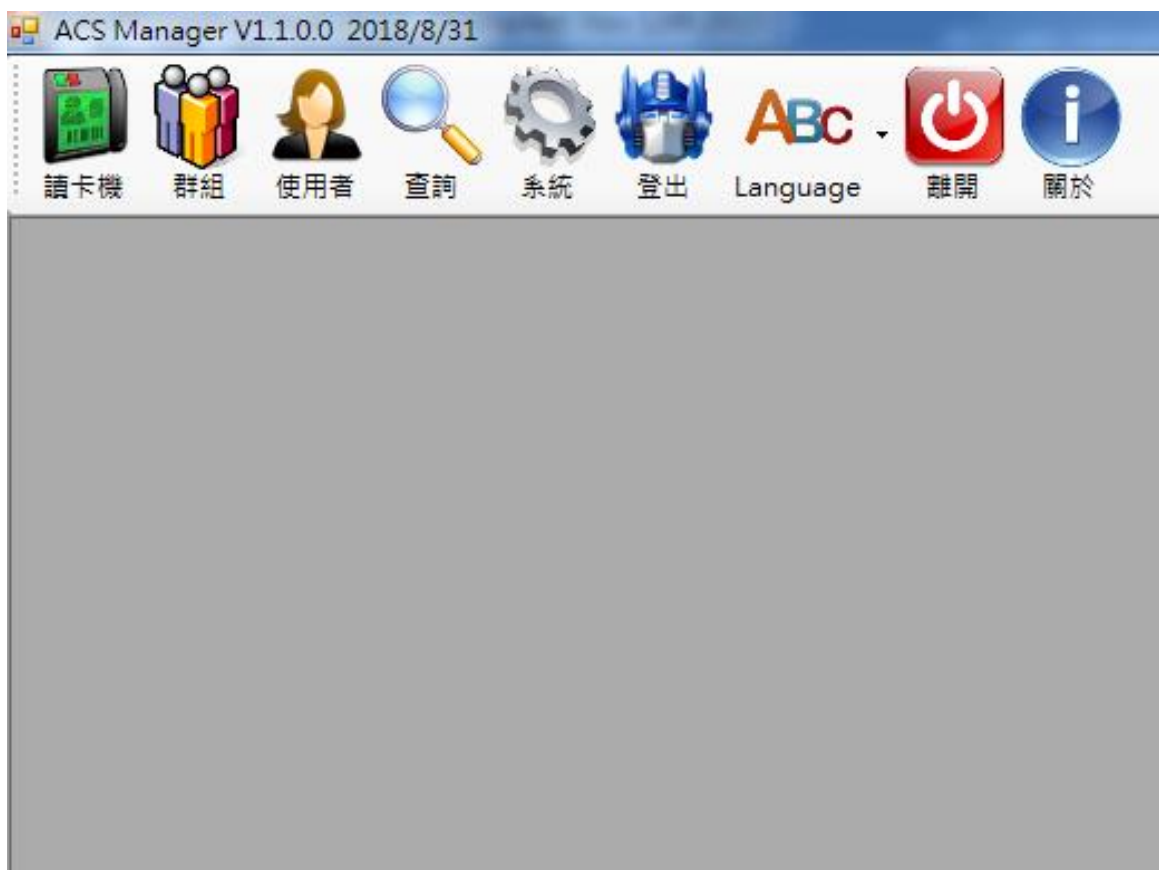 ACS Manager V1.1.0.0 2018/8/31
ABC
讀卡機 群組 使用者 查詢 系統 登出 Language 離開 關於